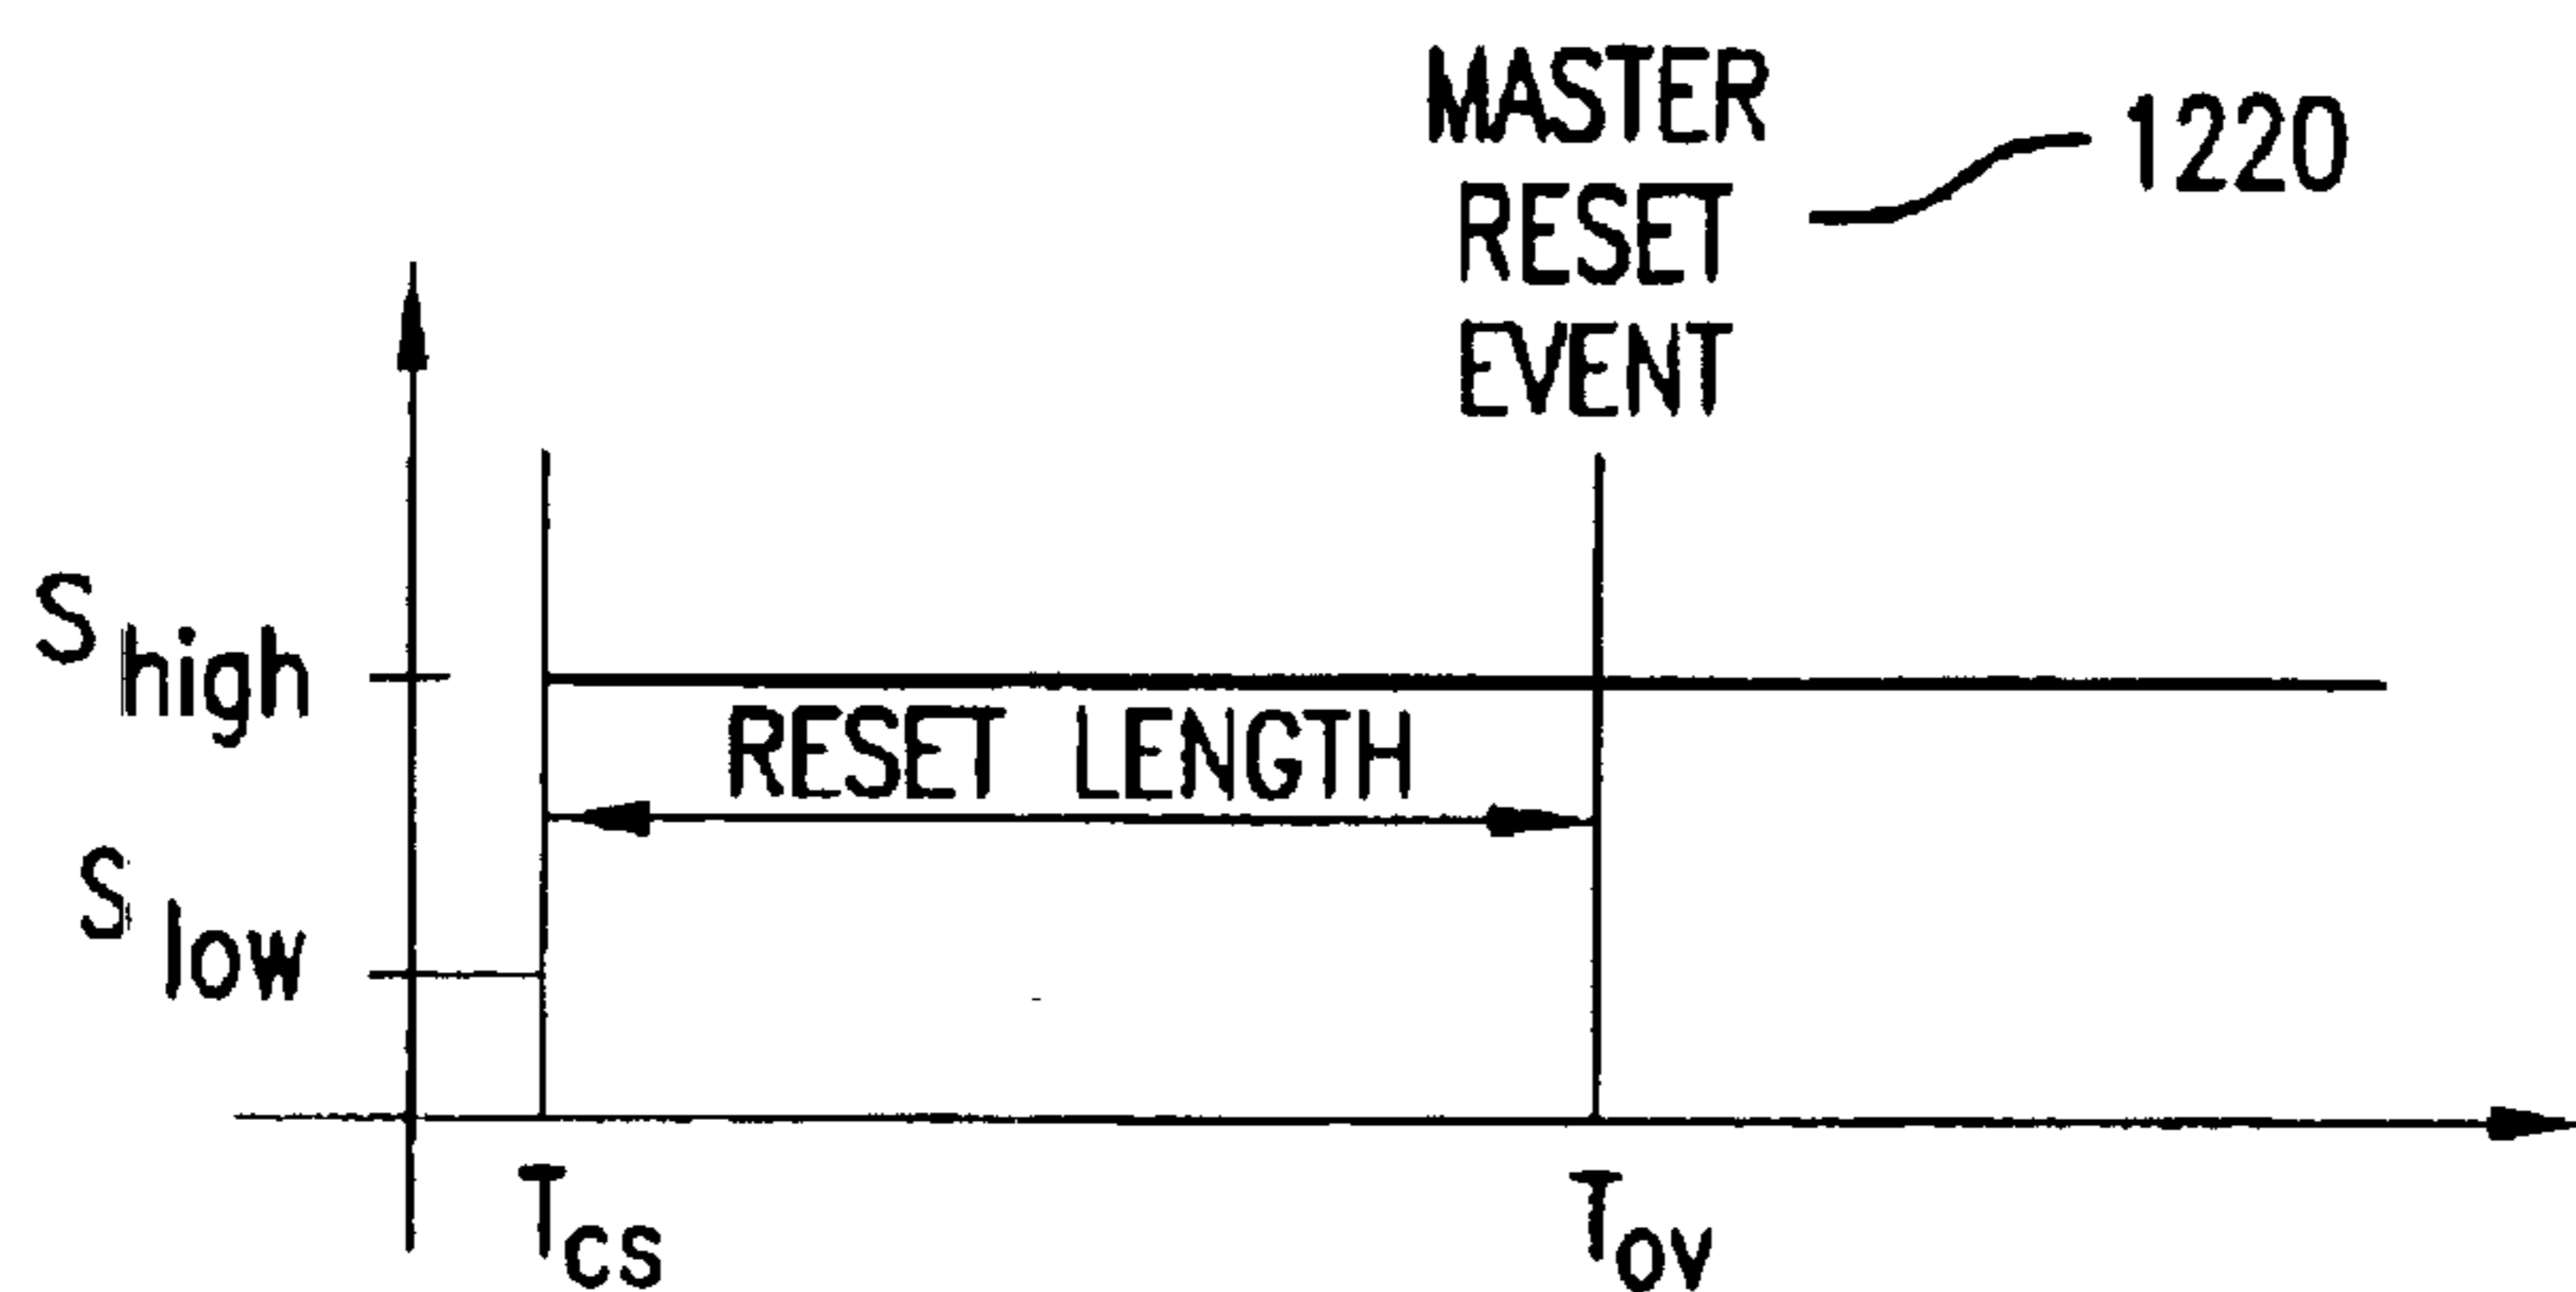 MASTER
RESET
EVENT
1220
S high
RESET LENGTH
S low
Tcs
Tov